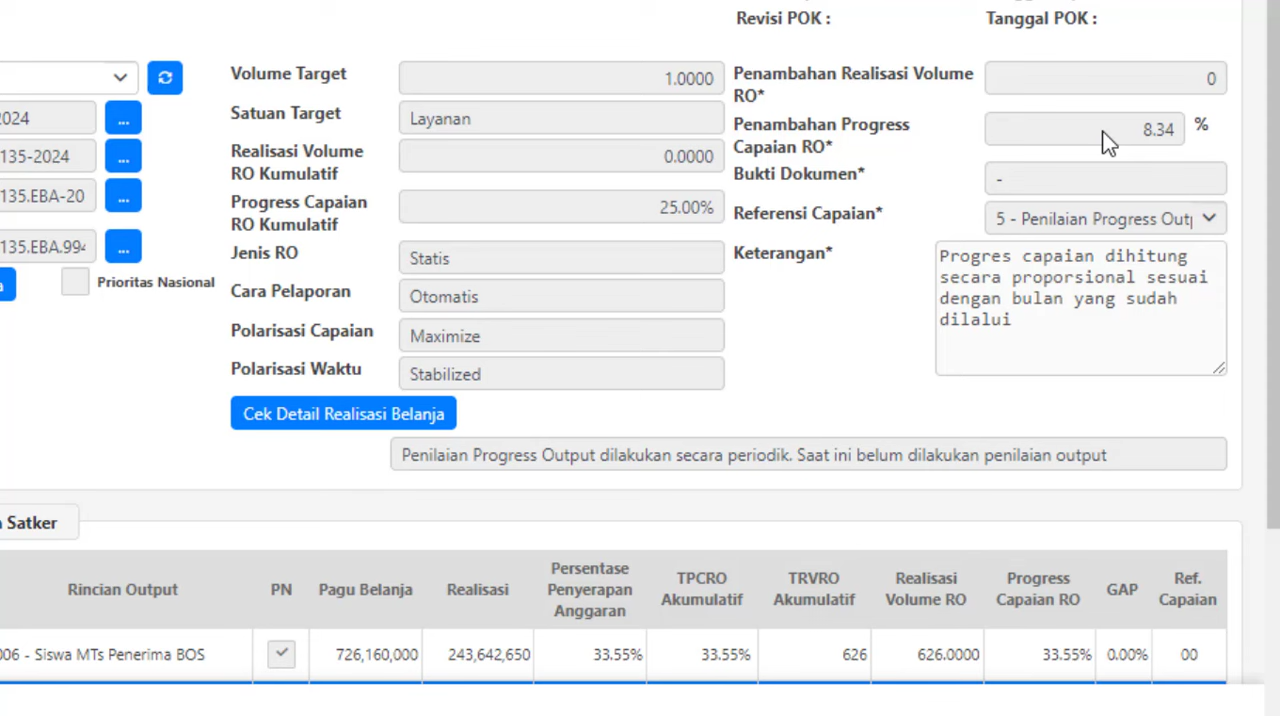 Revisi POK : Tanggal POK :
Volume Target 1.0000 Penambahan Realisasi Volume RO* 0
2024 ...
Satuan Target Layanan Penambahan Progress Capaian RO* 8.34 %
135-2024 ...
Realisasi Volume RO Kumulatif 0.0000 Bukti Dokumen* -
135.EBA-20 ...
Progress Capaian RO Kumulatif 25.00% Referensi Capaian* 5 - Penilaian Progress Out
135.EBA.994 ...
Jenis RO Statis Keterangan*
Progres capaian dihitung
secara proporsional sesuai
dengan bulan yang sudah
dilalui
Prioritas Nasional
Cara Pelaporan Otomatis
Polarisasi Capaian Maximize
Polarisasi Waktu Stabilized
Cek Detail Realisasi Belanja
Penilaian Progress Output dilakukan secara periodik. Saat ini belum dilakukan penilaian output
Satker
Rincian Output PN Pagu Belanja Realisasi Persentase Penyerapan Anggaran TPCRO Akumulatif TRVRO Akumulatif Realisasi Volume RO Progress Capaian RO GAP Ref. Capaian
006 - Siswa MTs Penerima BOS 726,160,000 243,642,650 33.55% 33.55% 626 626.0000 33.55% 0.00% 00